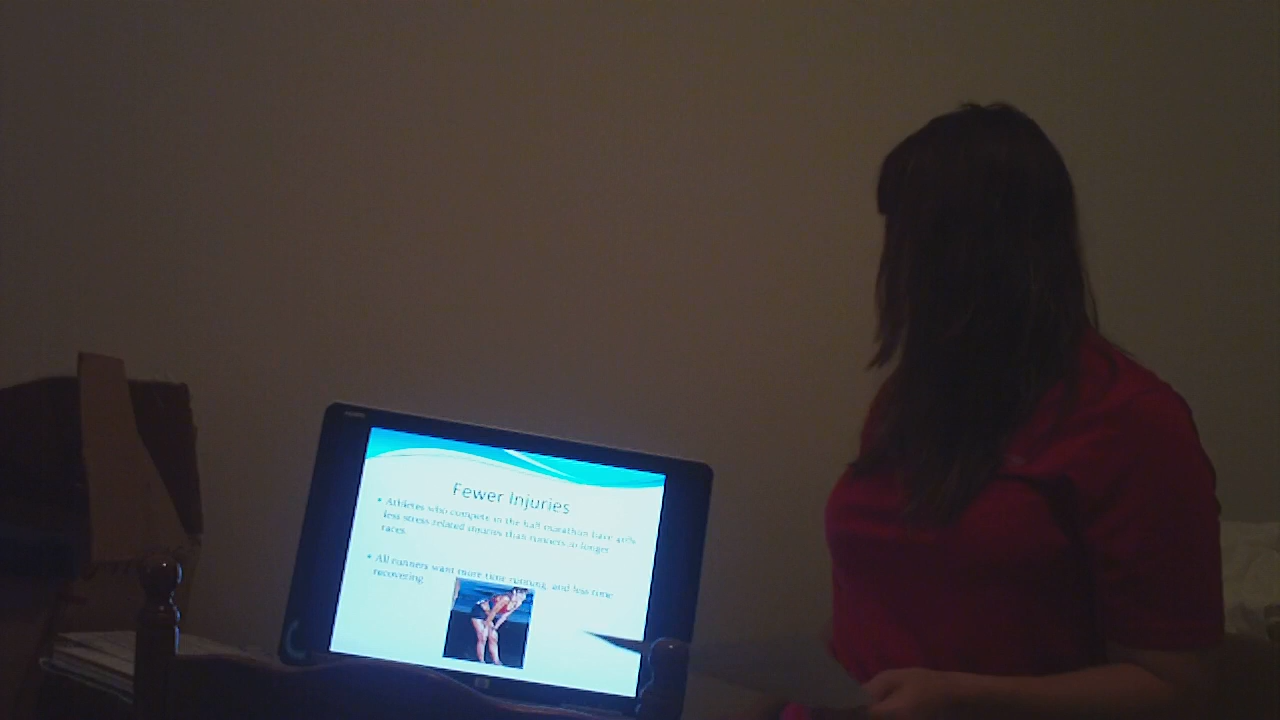 Fewer Injuries
Athletes who compete in the half marathon have 40%
less stress related injuries than runners in longer
races.
All runners want more time running, and less time
recovering